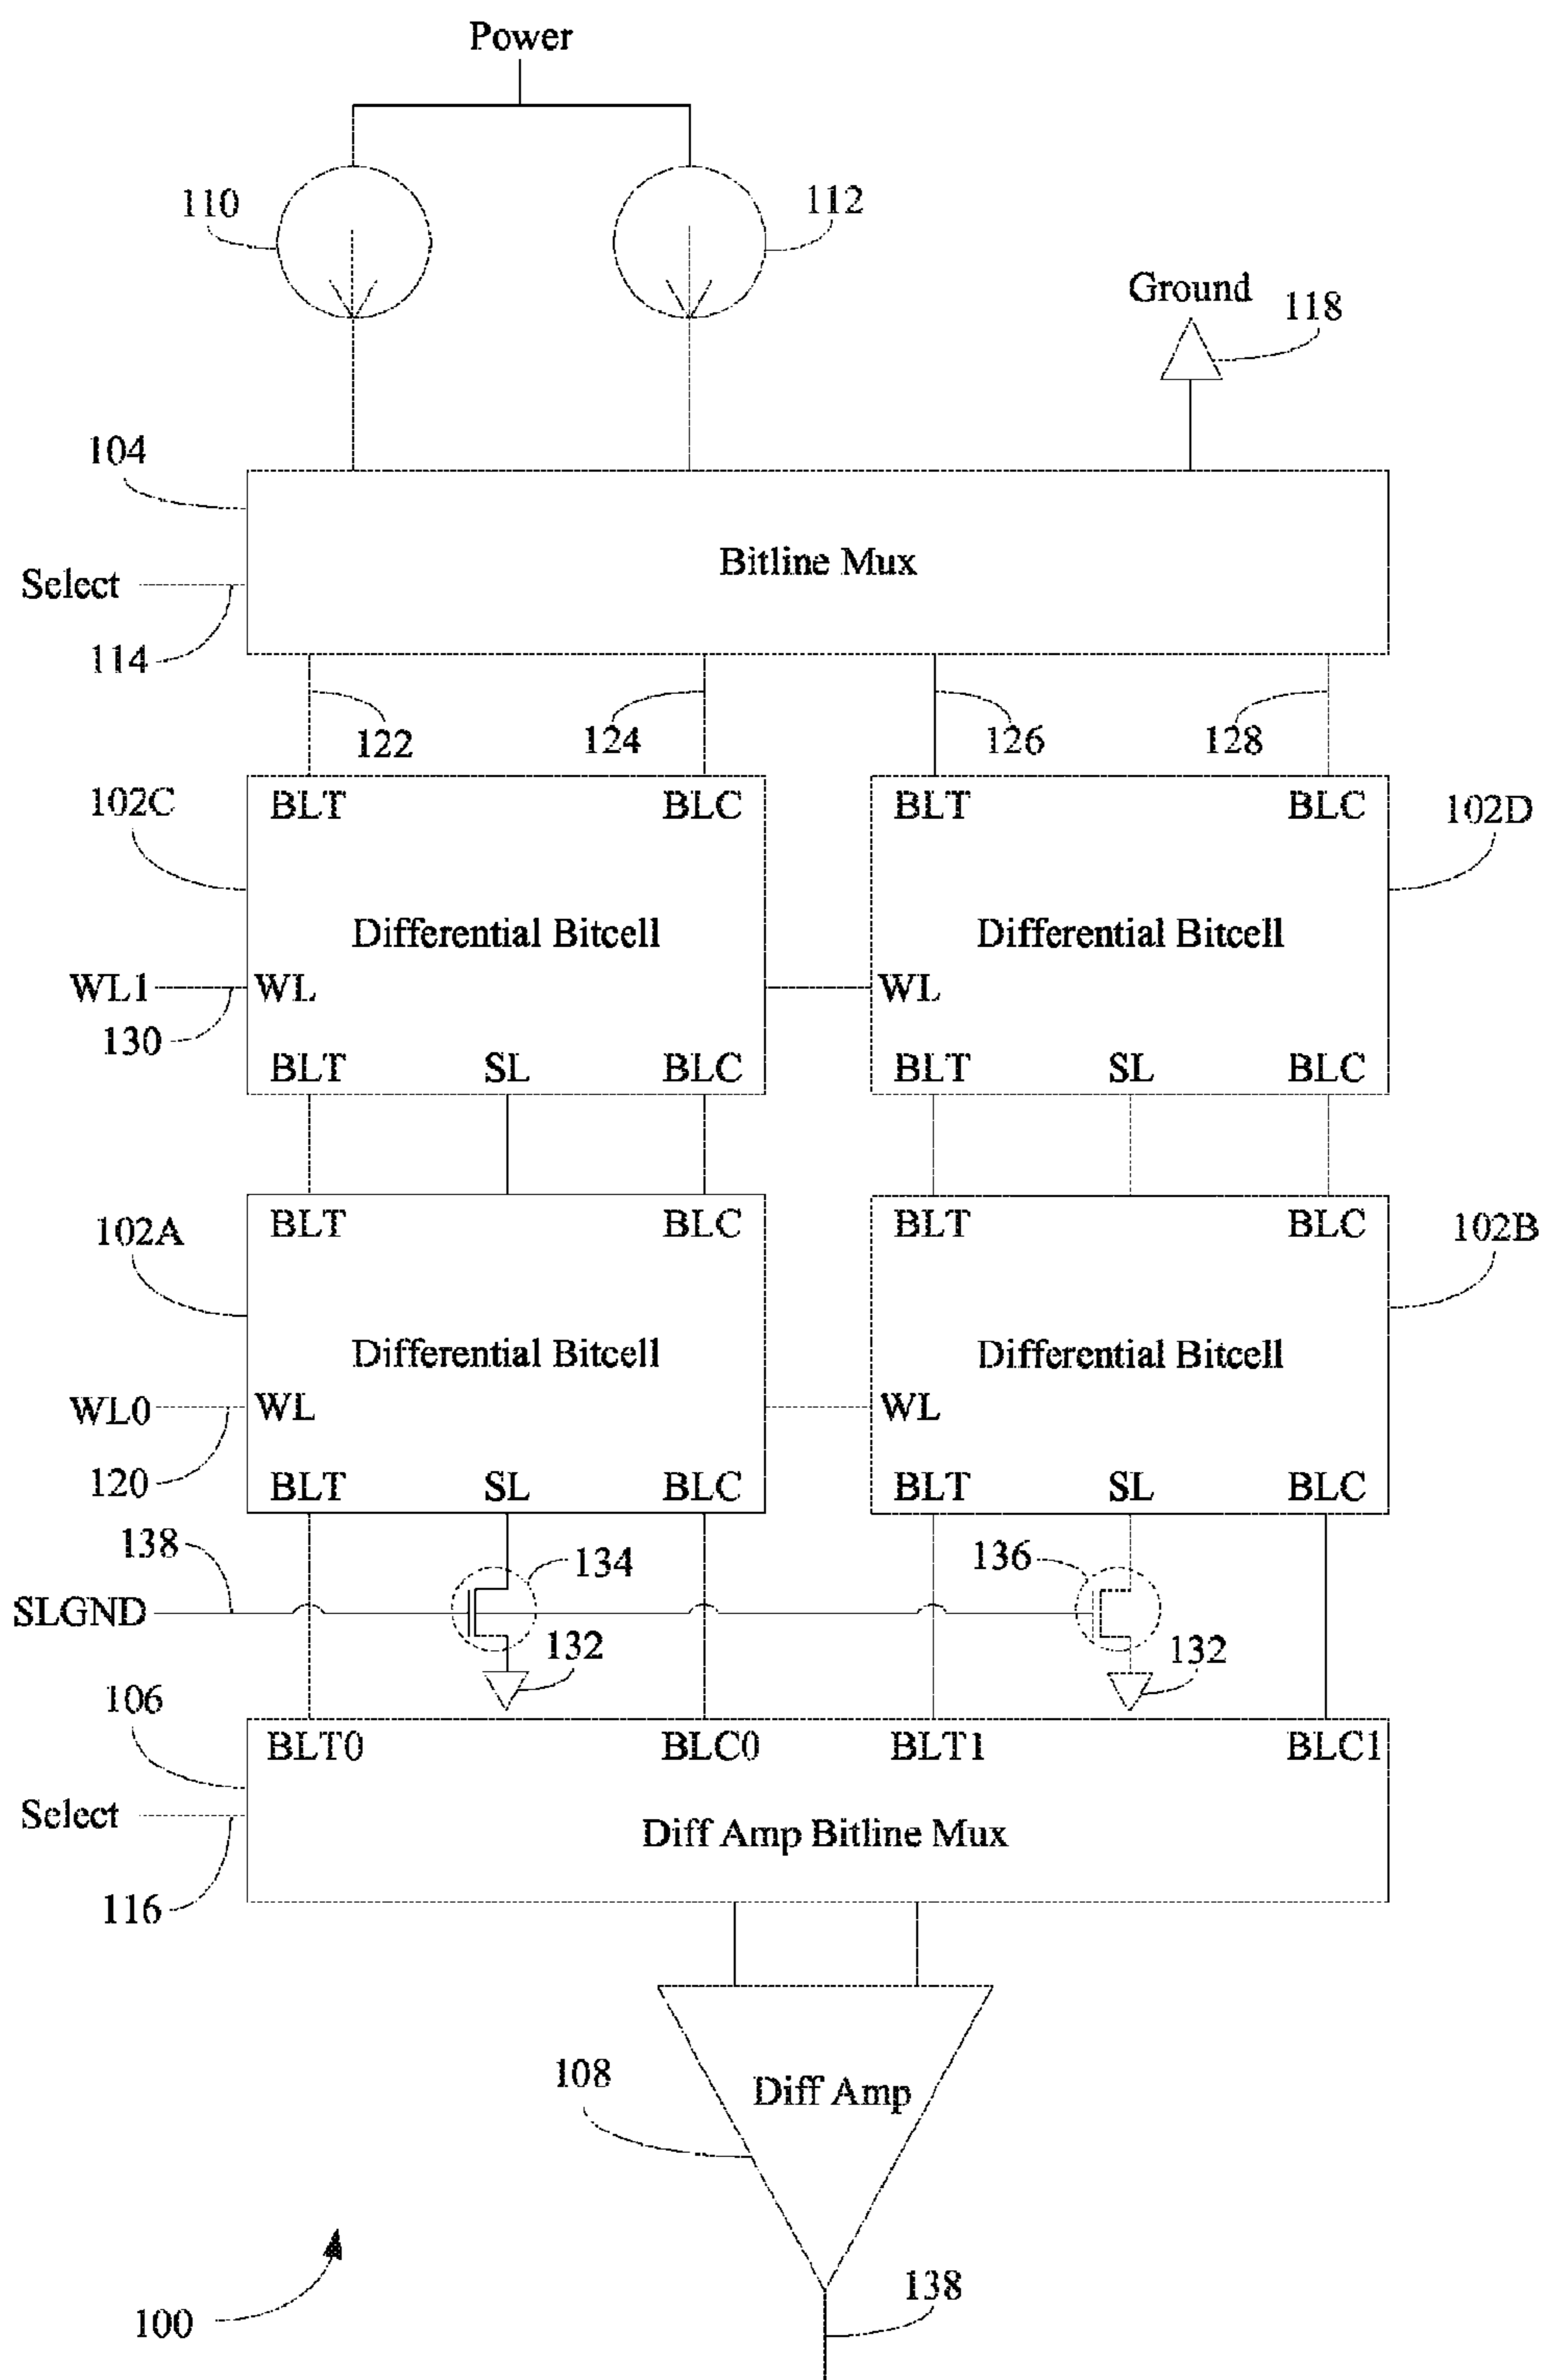 Power
110
112
Ground
118
104
Bitline Mux
Select
114
122
124
126
128
102C
BLT BLC
BLT BLC
102D
Differential Bitcell
Differential Bitcell
WL1
WL
WL
130
BLT SL BLC
BLT SL BLC
102A
BLT BLC
BLT BLC
102B
Differential Bitcell
Differential Bitcell
WL0
WL
WL
120
BLT SL BLC
BLT SL BLC
138
134
136
SLGND
132
132
106
BLT0 BLC0 BLT1 BLC1
Select
Diff Amp Bitline Mux
116
108
Diff Amp
138
100